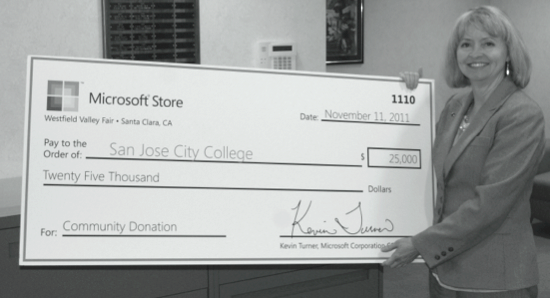 Microsoft Store
1110
Westfield Valley Fair • Santa Clara, CA
Date: November 11, 2011
Pay to the
Order of: San Jose City College $ 25,000
Twenty Five Thousand Dollars
For: Community Donation Kevin Turner
Kevin Turner, Microsoft Corporation